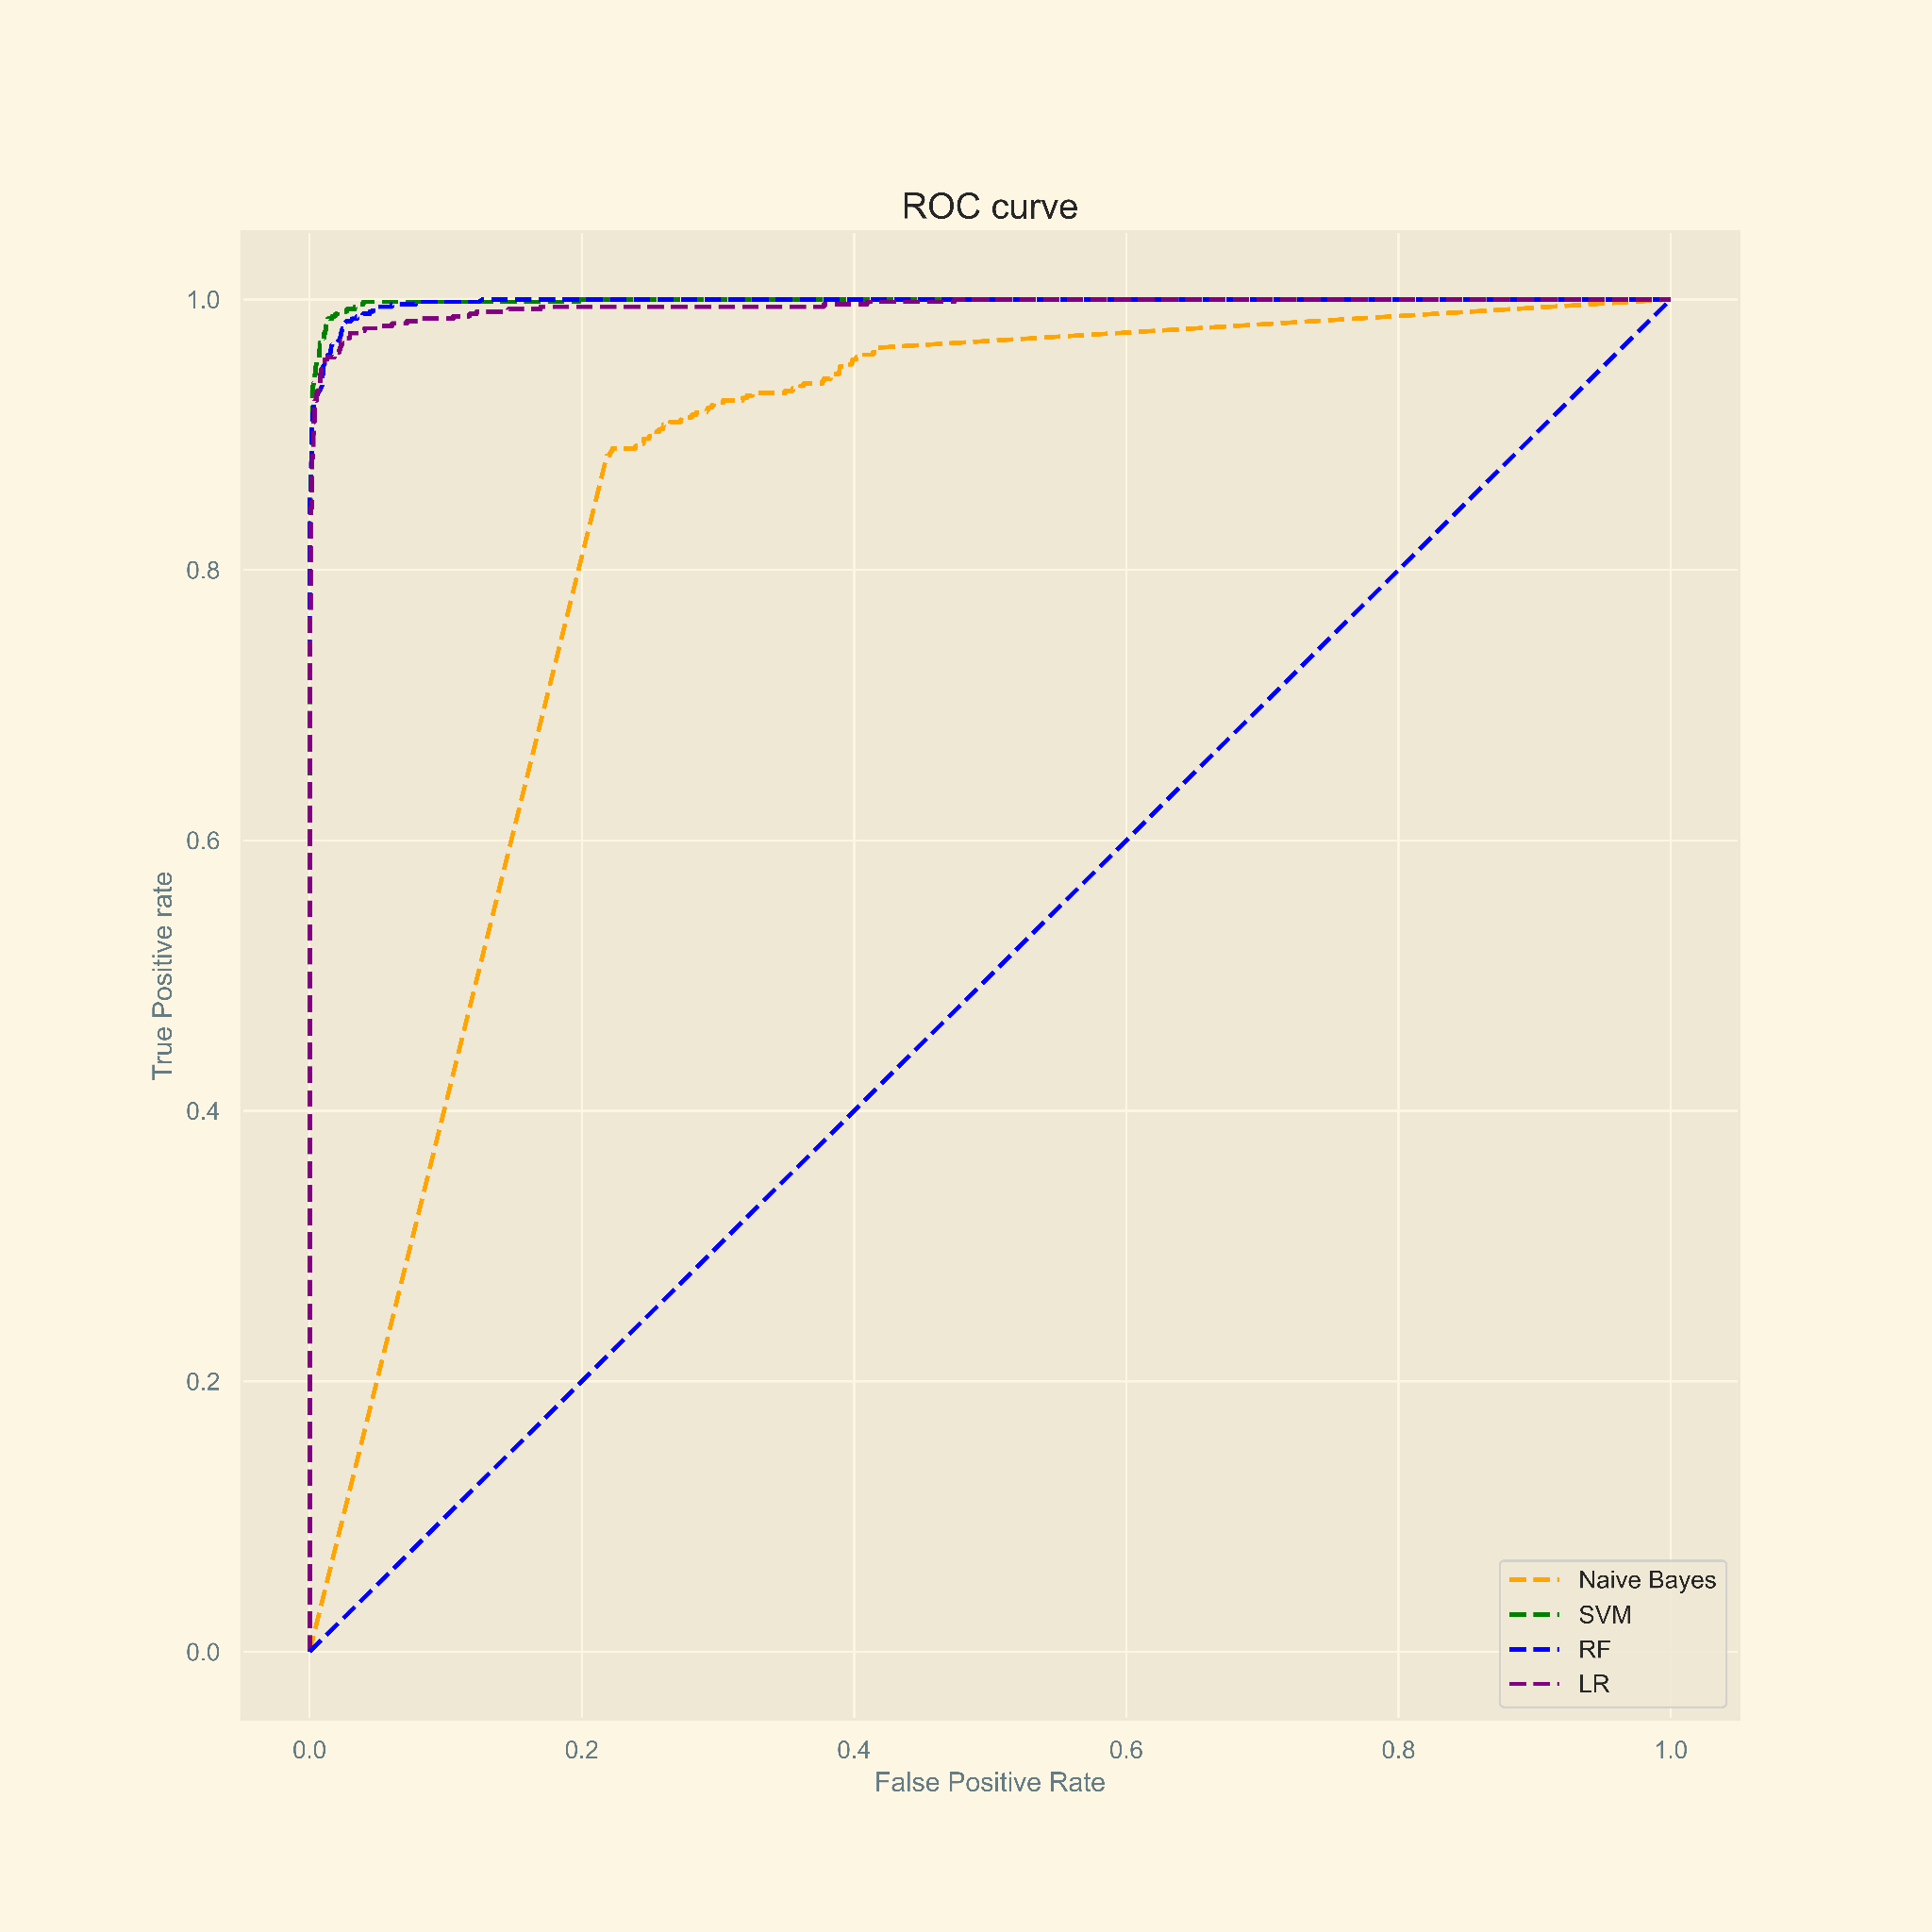 ROC curve
1.0
0.8
0.6
0.4
0.2
0.0
True Positive rate
0.0 0.2 0.4 0.6 0.8 1.0
False Positive Rate
Naive Bayes
SVM
RF
LR